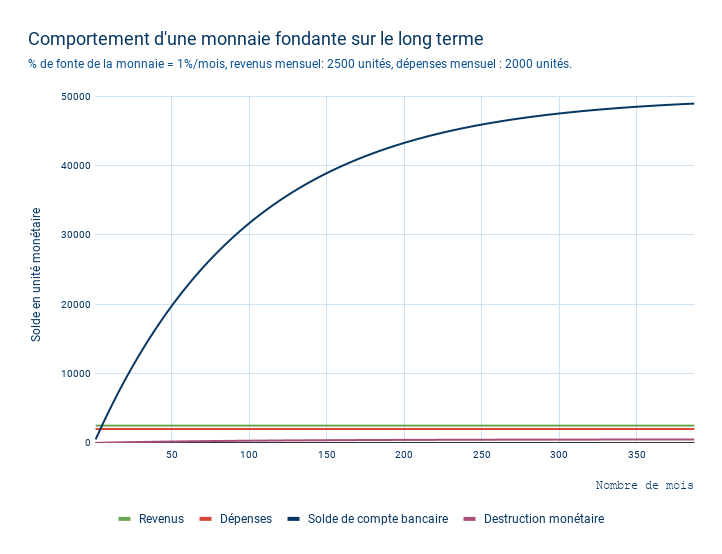 Comportement d'une monnaie fondante sur le long terme
% de fonte de la monnaie = 1%/mois, revenus mensuel: 2500 unités, dépenses mensuel : 2000 unités.
50000
40000
30000
20000
10000
0
Solde en unité monétaire
50 100 150 200 250 300 350
Nombre de mois
Revenus Dépenses Solde de compte bancaire Destruction monétaire